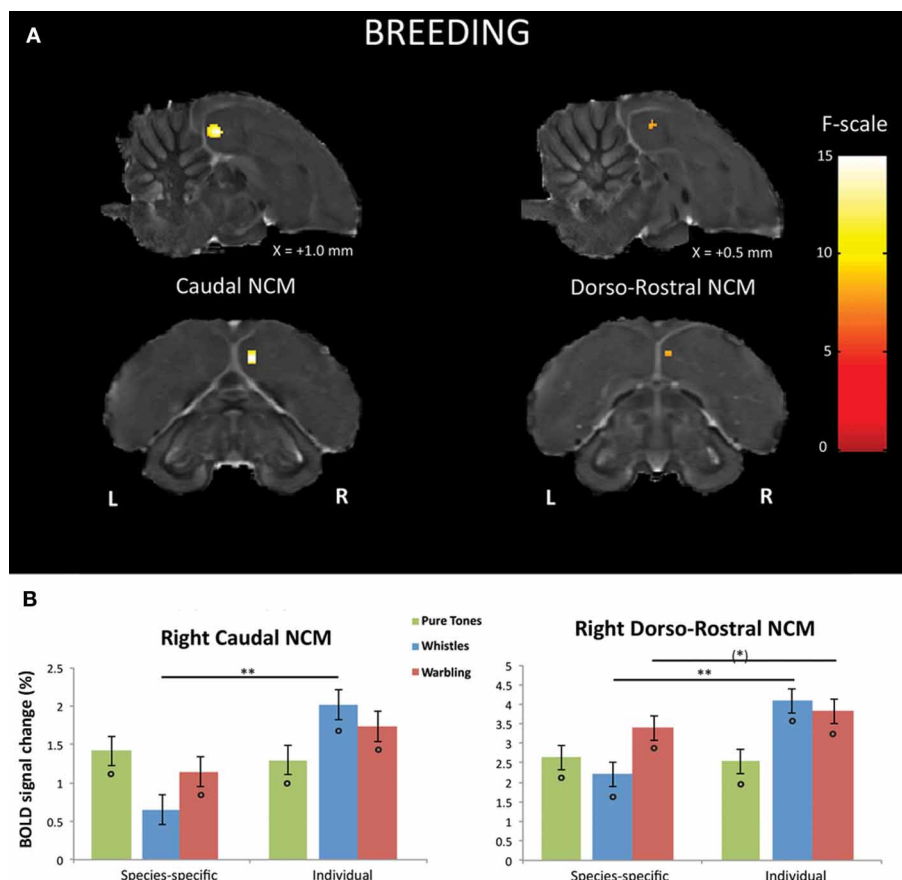 A
BREEDING
F-scale
15
10
5
0
X = +1.0 mm
X = +0.5 mm
Caudal NCM
Dorso-Rostral NCM
L
R
L
R
B
Right Caudal NCM
Pure Tones
Whistles
Warbling
Right Dorso-Rostral NCM
BOLD signal change (%)
2.5
2
1.5
1
0.5
0
**
Species-specific
Individual
5
4.5
4
3.5
3
2.5
2
1.5
1
0.5
0
(*)
**
Species-specific
Individual